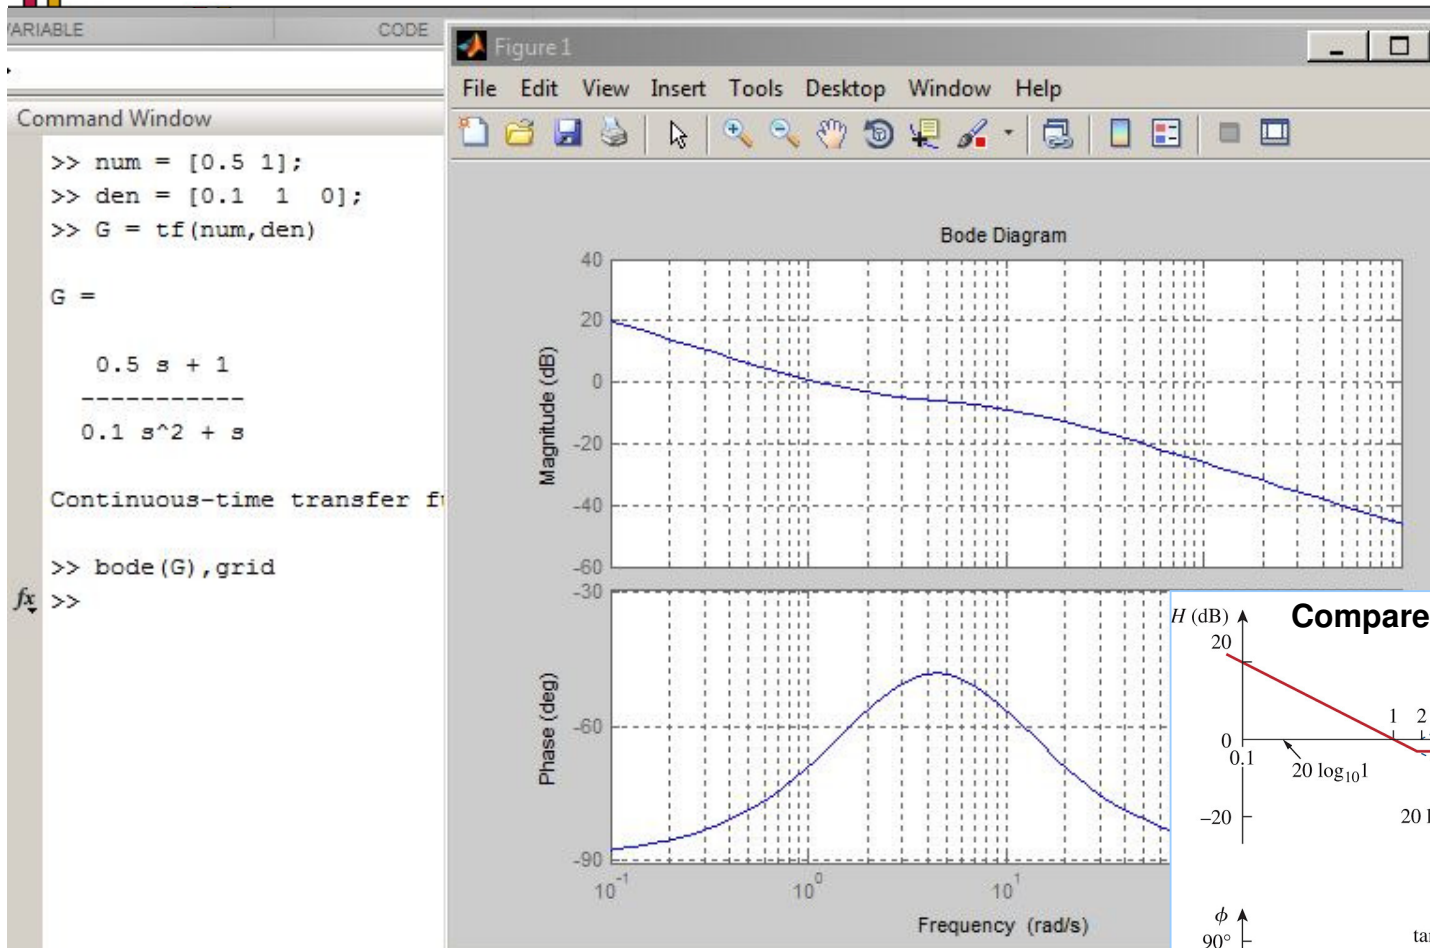 CODE
Command Window
>> num = [0.5 1];
>> den = [0.1  1  0];
>> G = tf(num,den)
G =
0.5 s + 1
-----------
0.1 s^2 + s
Continuous-time transfer
>> bode(G),grid
fx >>
Figure 1
File Edit View Insert Tools Desktop Window Help
Bode Diagram
Magnitude (dB)
40
20
0
-20
-40
-60
Phase (deg)
-30
-60
-90
10^-1 10^0 10^1
Frequency (rad/s)
Compare
H (dB)
20
0
0.1
1 2
20 log₁₀1
–20
20
ϕ
90°